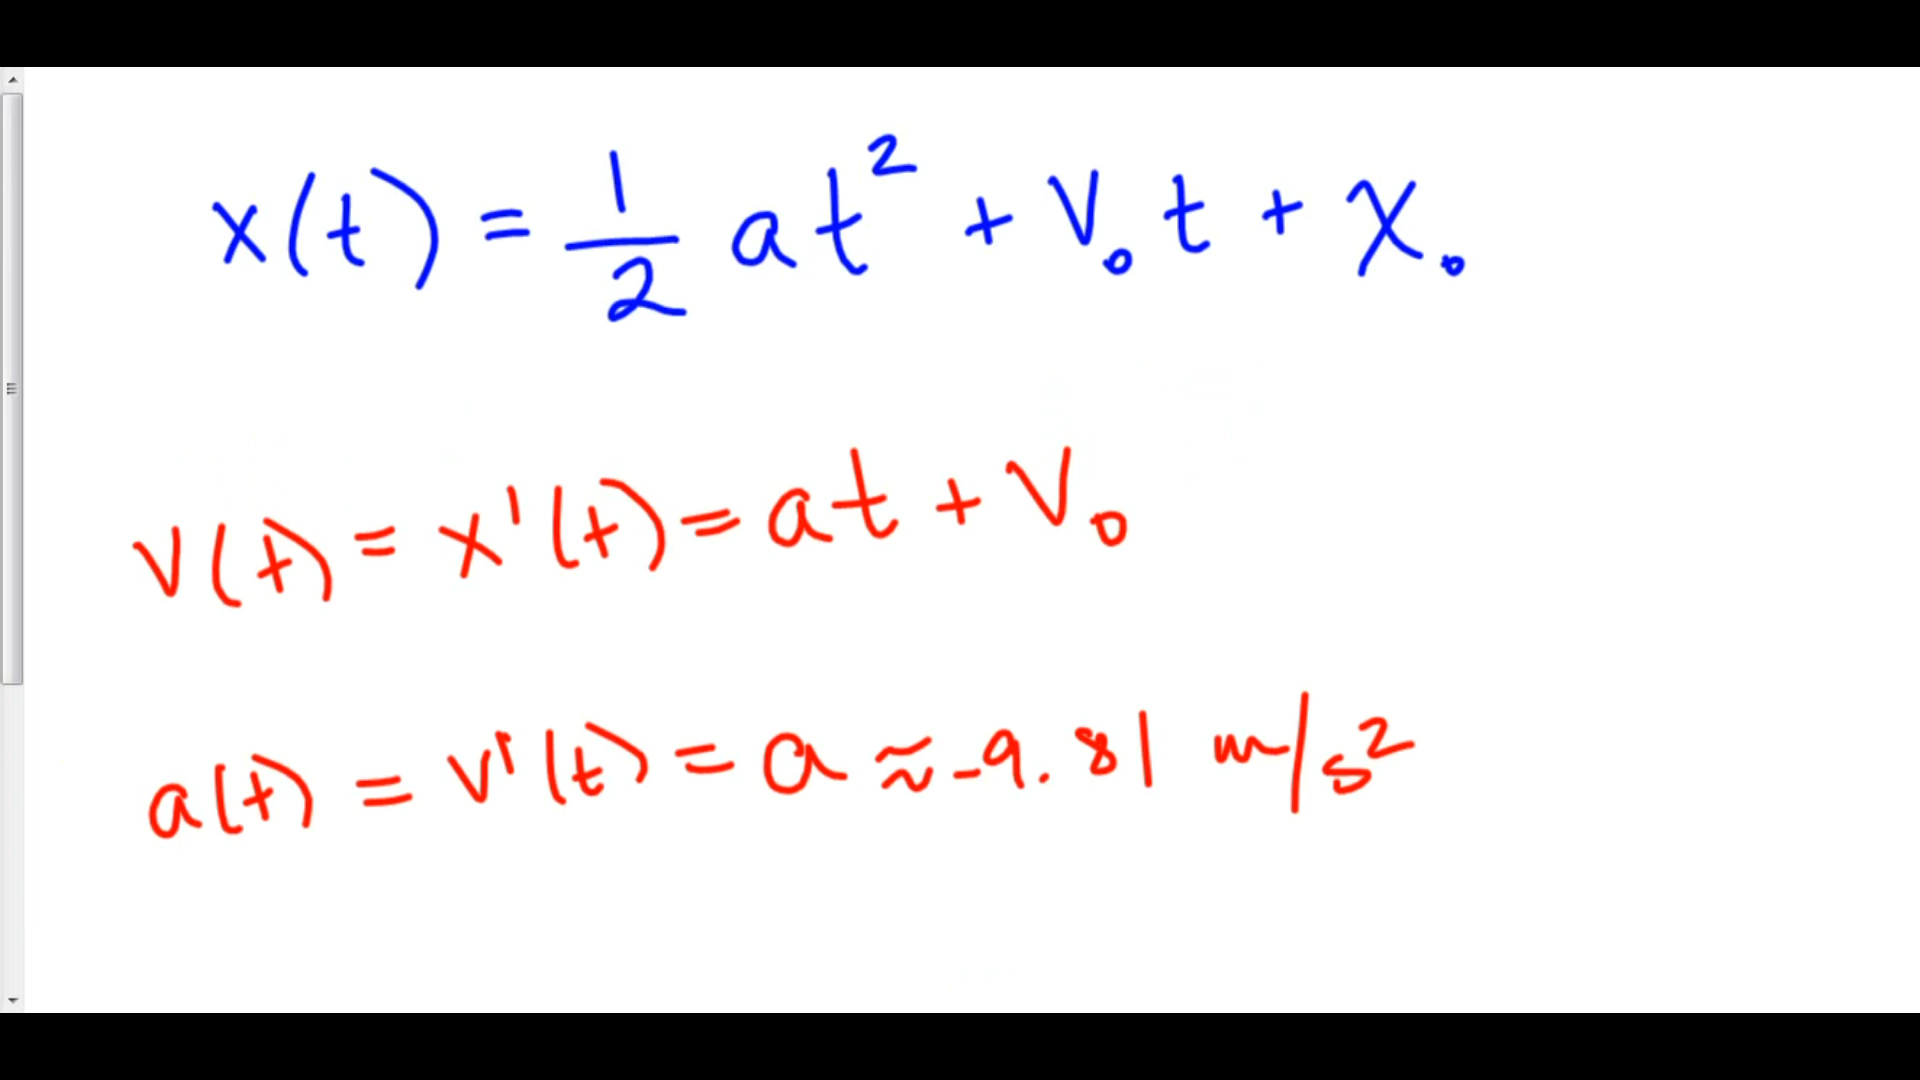 x(t) = 1/2 at² + v₀t + x₀
v(t) = x'(t) = at + v₀
a(t) = v'(t) = a ≈ -9.81 m/s²